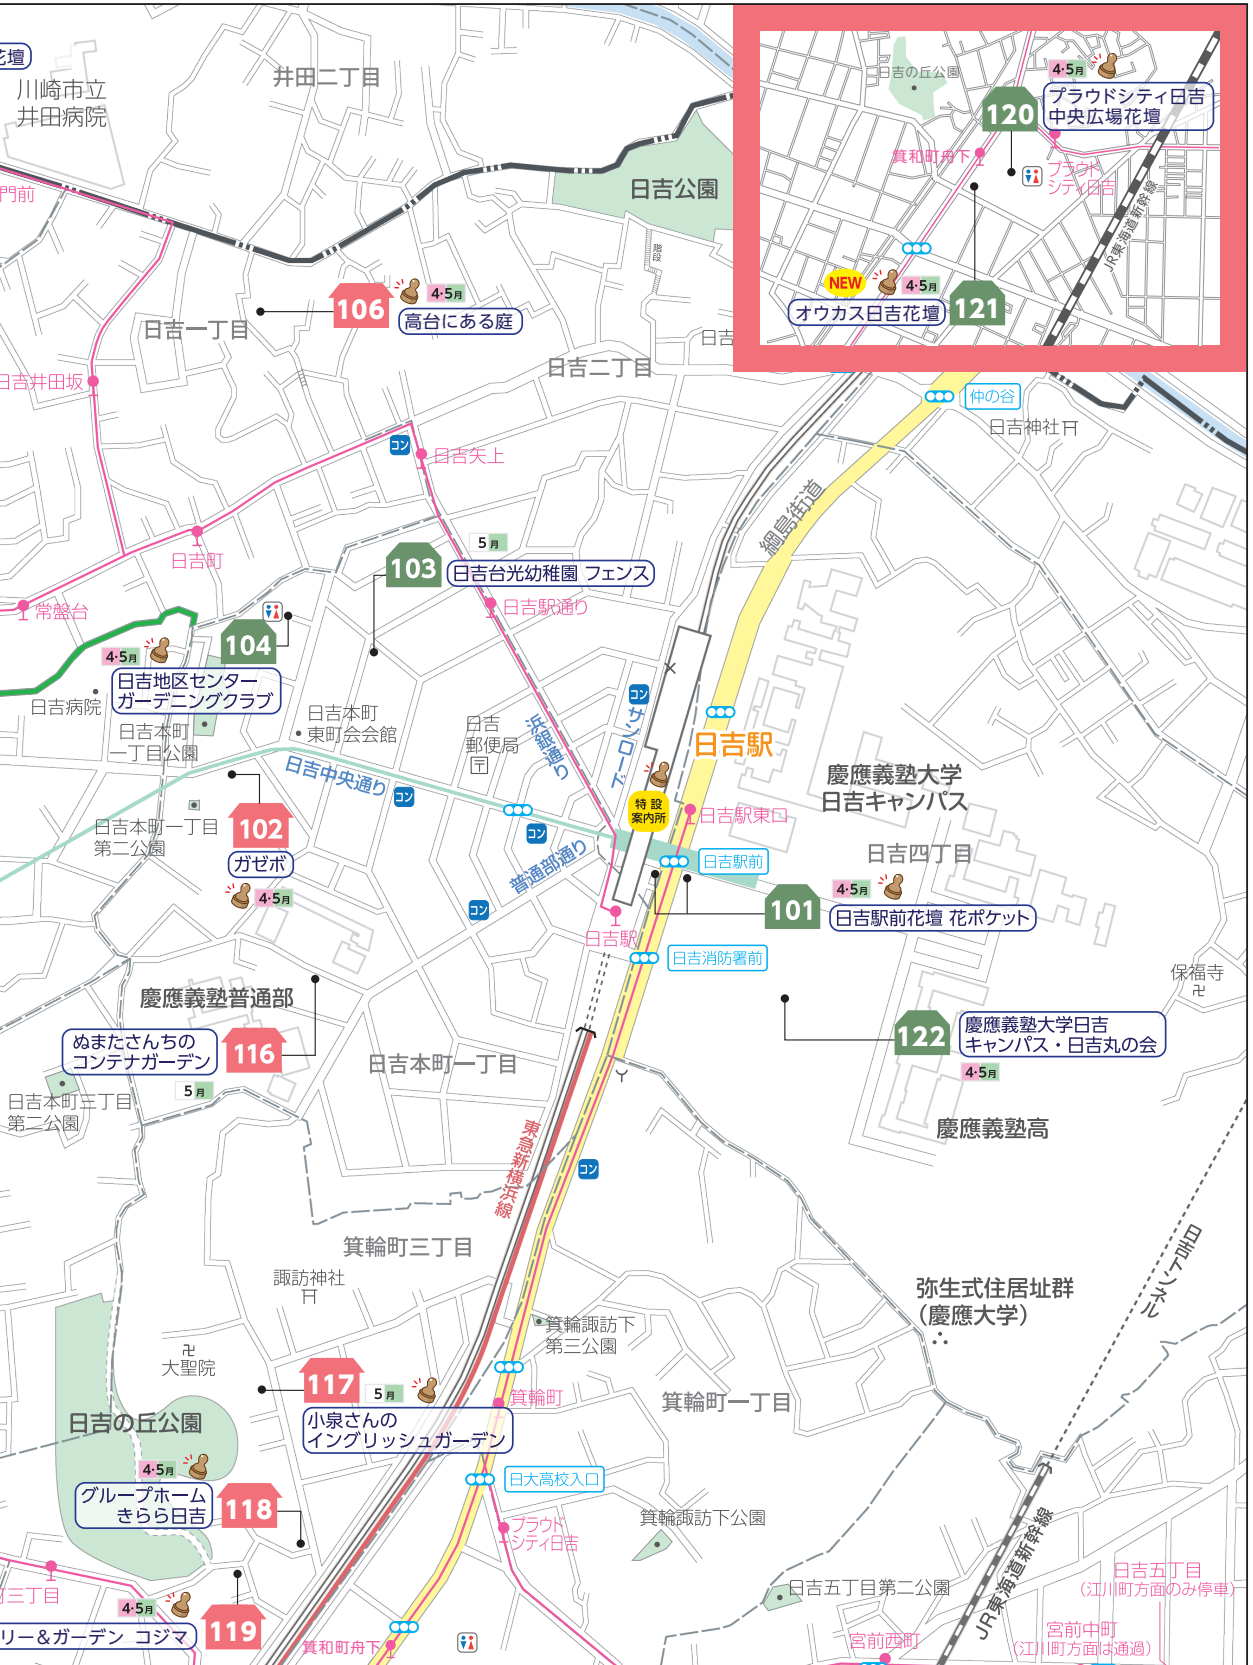 花壇
川崎市立
井田病院
井田二丁目
日吉公園
門前
階段
日吉の丘公園
4・5月
プラウドシティ日吉
中央広場花壇
120
箕和町舟下
プラウド
シティ日吉
JR東海道新幹線
NEW
4・5月
オウカス日吉花壇
121
106
4・5月
高台にある庭
日吉一丁目
日吉
日吉二丁目
日吉井田坂
仲の谷
日吉神社
コン
日吉矢上
綱島街道
日吉町
5月
103
日吉台光幼稚園 フェンス
常盤台
日吉駅通り
104
4・5月
日吉地区センター
ガーデニングクラブ
日吉病院
日吉本町
一丁目公園
日吉本町
東町会会館
日吉
郵便局
浜銀通り
コン
サンロード
日吉駅
日吉中央通り
コン
特設
案内所
慶應義塾大学
日吉キャンパス
日吉駅東口
日吉本町一丁目
第二公園
102
ガゼボ
4・5月
コン
普通部通り
日吉駅前
日吉四丁目
コン
101
4・5月
日吉駅前花壇 花ポケット
日吉駅
日吉消防署前
保福寺
慶應義塾普通部
ぬまたさんちの
コンテナガーデン
116
5月
122
慶應義塾大学日吉
キャンパス・日吉丸の会
4・5月
日吉本町一丁目
日吉本町三丁目
第二公園
慶應義塾高
東急新横浜線
コン
箕輪町三丁目
日吉トンネル
諏訪神社
弥生式住居址群
(慶應大学)
箕輪諏訪下
第三公園
大聖院
117
5月
小泉さんの
イングリッシュガーデン
箕輪町
箕輪町一丁目
日吉の丘公園
4・5月
グループホーム
きらら日吉
118
日大高校入口
プラウド
シティ日吉
箕輪諏訪下公園
JR東海道新幹線
町三丁目
4・5月
リー&ガーデン コジマ
119
箕和町舟下
日吉五丁目第二公園
日吉五丁目
(江川町方面のみ停車)
宮前西町
宮前中町
(江川町方面は通過)